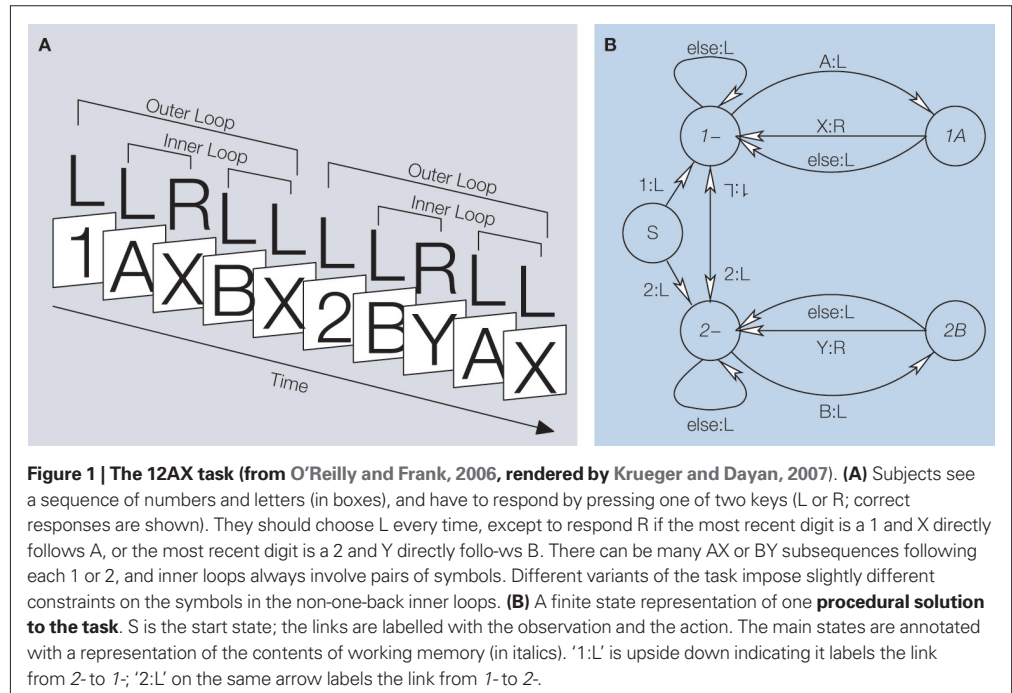 A
Outer Loop
Inner Loop
Outer Loop
Inner Loop
L L R L L L L R L L
1 A X B X 2 B Y A X
Time
B
else:L
A:L
1–
X:R
1A
else:L
1:L
1:L
S
2:L
2:L
else:L
2–
2B
Y:R
B:L
else:L
Figure 1 | The 12AX task (from O'Reilly and Frank, 2006, rendered by Krueger and Dayan, 2007). (A) Subjects see
a sequence of numbers and letters (in boxes), and have to respond by pressing one of two keys (L or R; correct
responses are shown). They should choose L every time, except to respond R if the most recent digit is a 1 and X directly
follows A, or the most recent digit is a 2 and Y directly follo-ws B. There can be many AX or BY subsequences following
each 1 or 2, and inner loops always involve pairs of symbols. Different variants of the task impose slightly different
constraints on the symbols in the non-one-back inner loops. (B) A finite state representation of one procedural solution
to the task. S is the start state; the links are labelled with the observation and the action. The main states are annotated
with a representation of the contents of working memory (in italics). '1:L' is upside down indicating it labels the link
from 2- to 1-; '2:L' on the same arrow labels the link from 1- to 2-.